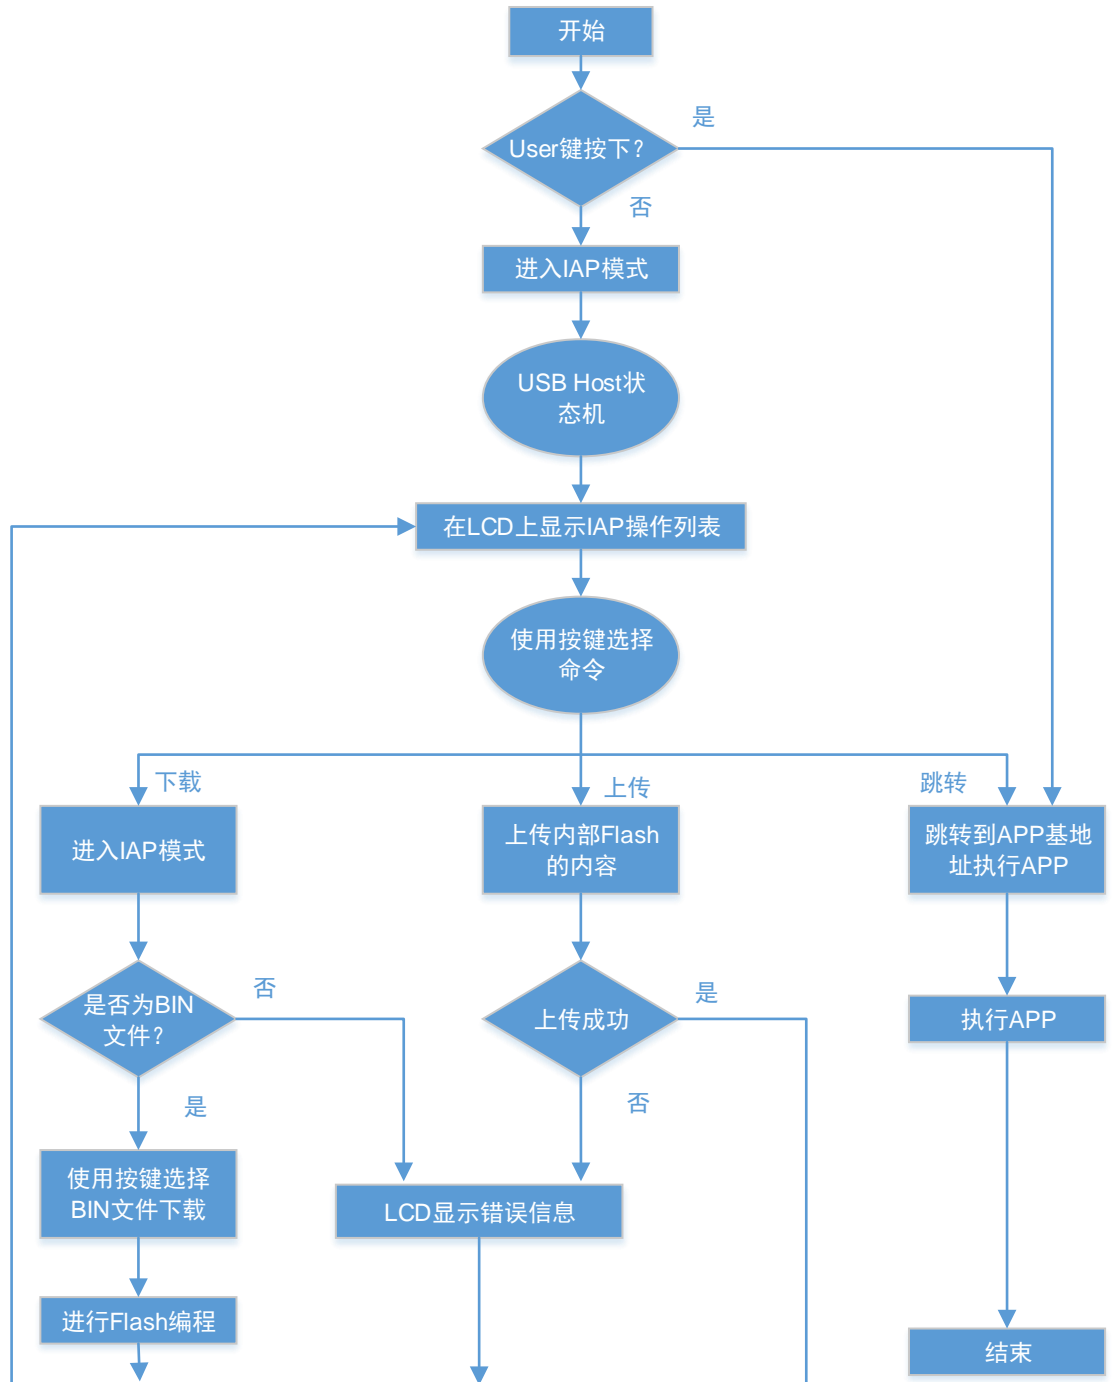 开始
是
User键按下？
否
进入IAP模式
USB Host状
态机
在LCD上显示IAP操作列表
使用按键选择
命令
下载
上传
跳转
进入IAP模式
上传内部Flash
的内容
跳转到APP基地
址执行APP
是否为BIN
文件？
否
上传成功
是
执行APP
是
否
使用按键选择
BIN文件下载
LCD显示错误信息
进行Flash编程
结束